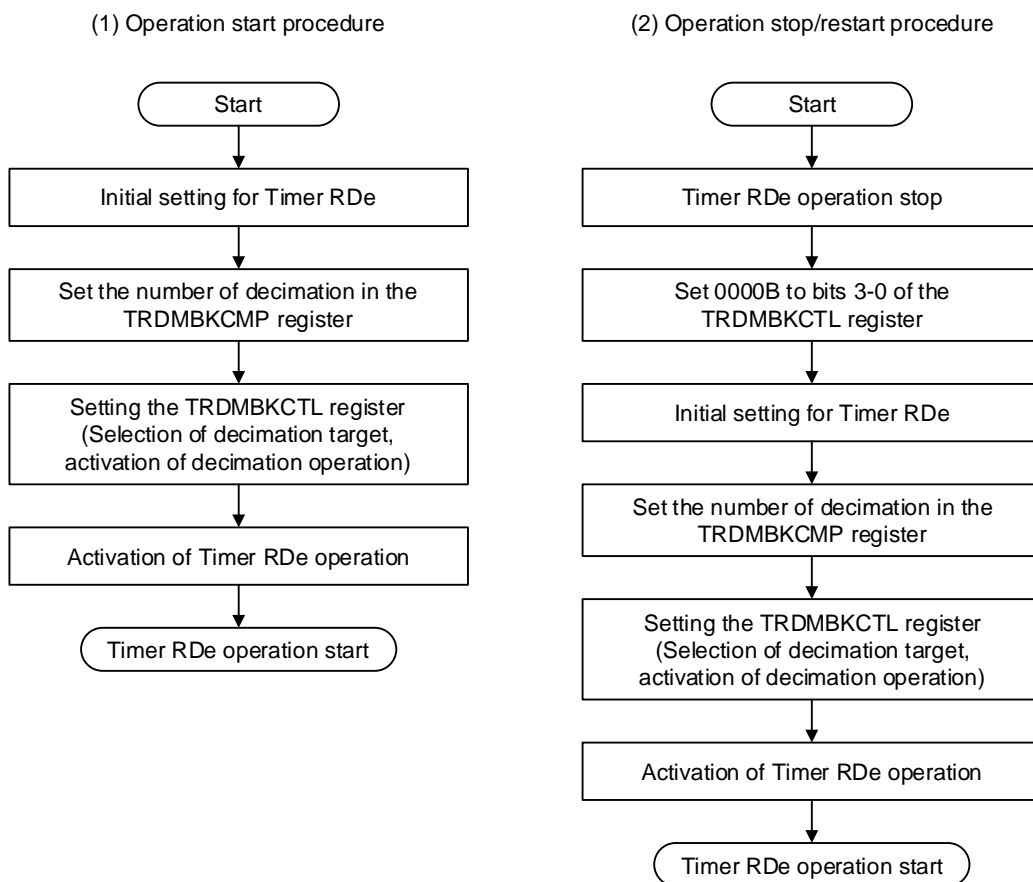 (1) Operation start procedure
Start
Initial setting for Timer RDe
Set the number of decimation in the
TRDMBKCMP register
Setting the TRDMBKCTL register
(Selection of decimation target,
activation of decimation operation)
Activation of Timer RDe operation
Timer RDe operation start
(2) Operation stop/restart procedure
Start
Timer RDe operation stop
Set 0000B to bits 3-0 of the
TRDMBKCTL register
Initial setting for Timer RDe
Set the number of decimation in the
TRDMBKCMP register
Setting the TRDMBKCTL register
(Selection of decimation target,
activation of decimation operation)
Activation of Timer RDe operation
Timer RDe operation start